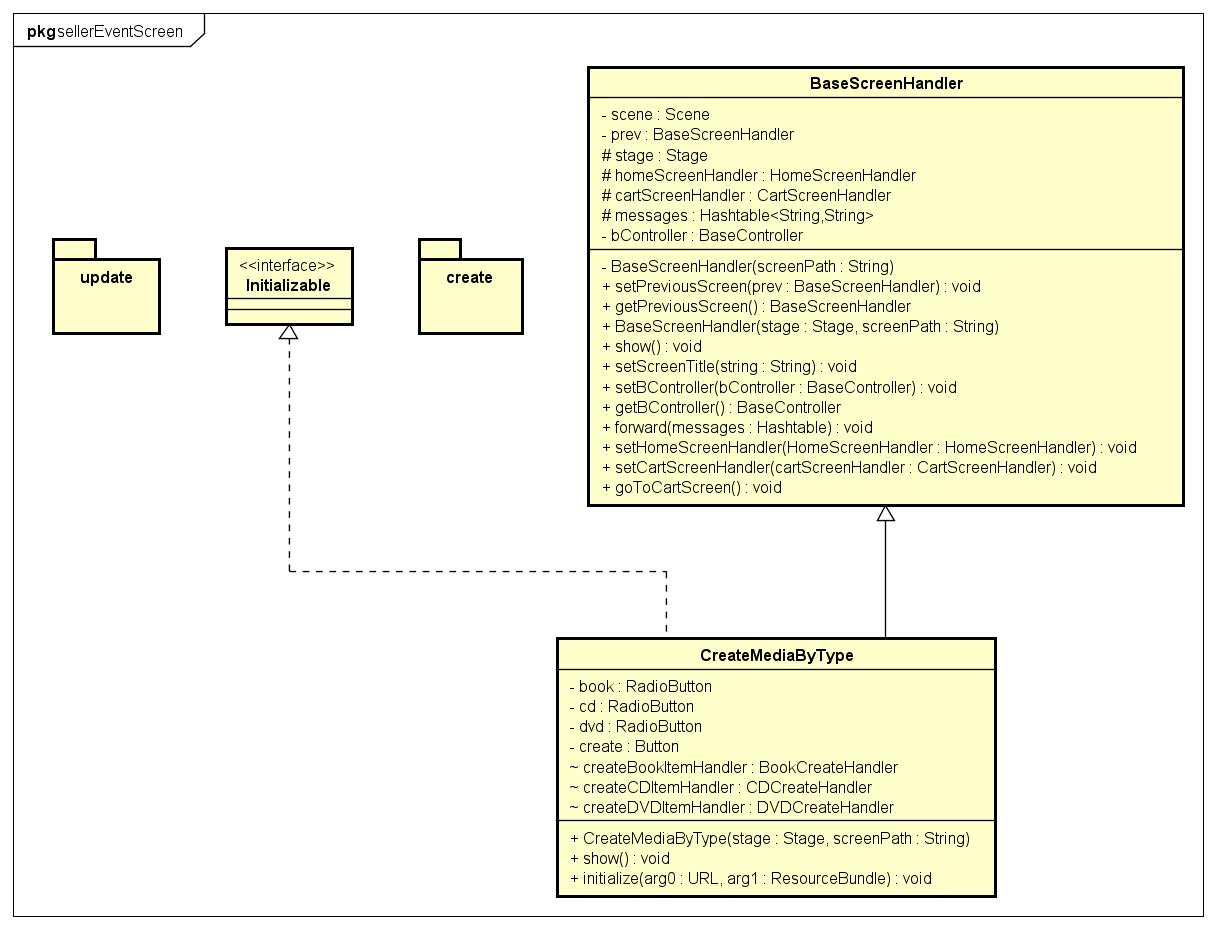 pkg sellerEventScreen
update
<<interface>>
Initializable
create
BaseScreenHandler
- scene : Scene
- prev : BaseScreenHandler
# stage : Stage
# homeScreenHandler : HomeScreenHandler
# cartScreenHandler : CartScreenHandler
# messages : Hashtable<String,String>
- bController : BaseController
- BaseScreenHandler(screenPath : String)
+ setPreviousScreen(prev : BaseScreenHandler) : void
+ getPreviousScreen() : BaseScreenHandler
+ BaseScreenHandler(stage : Stage, screenPath : String)
+ show() : void
+ setScreenTitle(string : String) : void
+ setBController(bController : BaseController) : void
+ getBController() : BaseController
+ forward(messages : Hashtable) : void
+ setHomeScreenHandler(HomeScreenHandler : HomeScreenHandler) : void
+ setCartScreenHandler(cartScreenHandler : CartScreenHandler) : void
+ goToCartScreen() : void
CreateMediaByType
- book : RadioButton
- cd : RadioButton
- dvd : RadioButton
- create : Button
~ createBookItemHandler : BookCreateHandler
~ createCDItemHandler : CDCreateHandler
~ createDVDItemHandler : DVDCreateHandler
+ CreateMediaByType(stage : Stage, screenPath : String)
+ show() : void
+ initialize(arg0 : URL, arg1 : ResourceBundle) : void